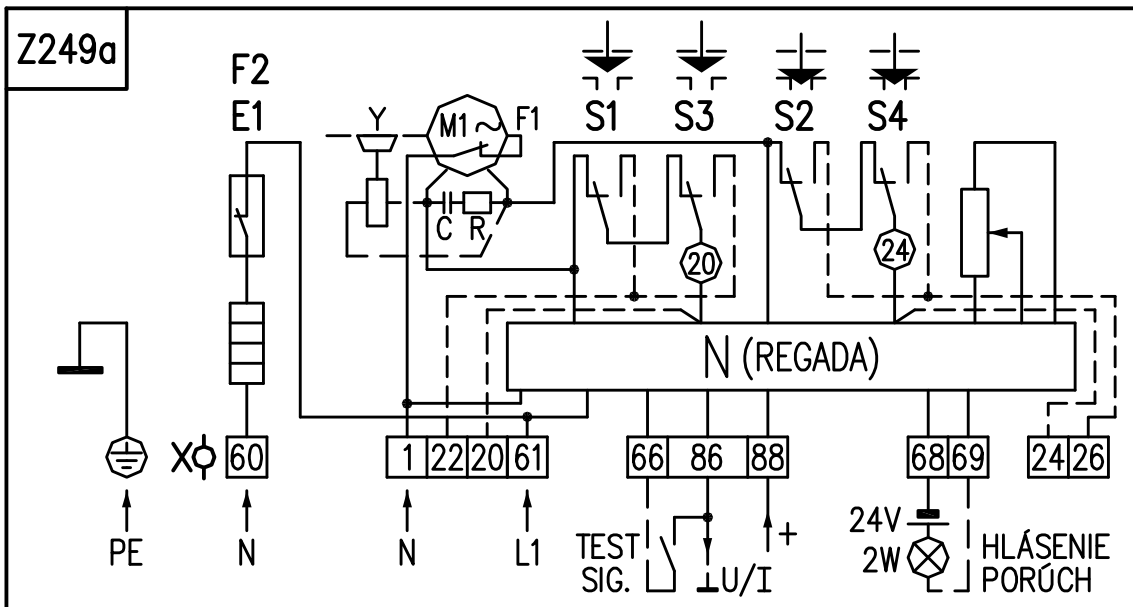 Z249a
F2
E1
Y
M1
F1
S1
S3
S2
S4
C
R
20
24
N (REGADA)
X
60
1
22
20
61
66
86
88
68
69
24
26
PE
N
N
L1
TEST
SIG.
U/I
+
24V
2W
HLÁSENIE
PORÚCH